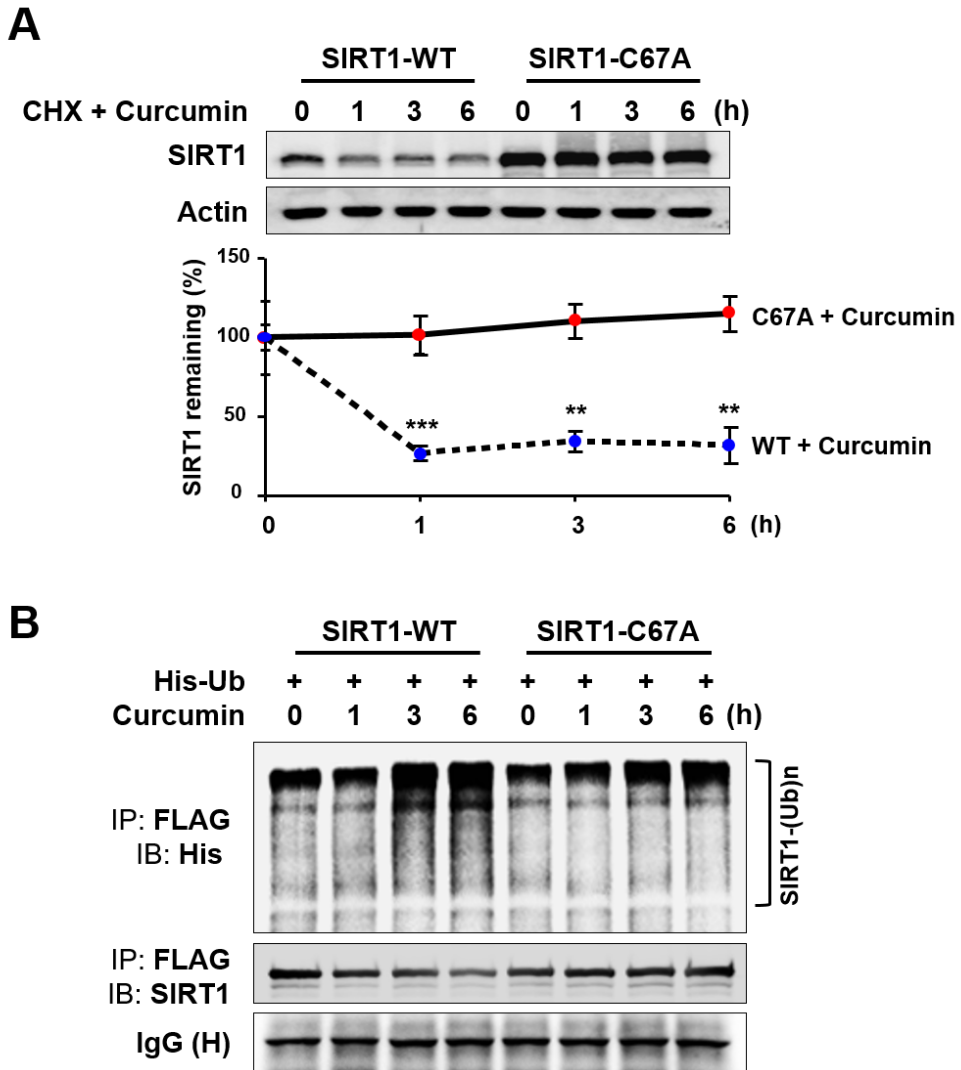 A
SIRT1-WT SIRT1-C67A
CHX + Curcumin 0 1 3 6 0 1 3 6 (h)
SIRT1
Actin
150
100
50
0
SIRT1 remaining (%)
C67A + Curcumin
*** ** **
WT + Curcumin
0 1 3 6 (h)
B
SIRT1-WT SIRT1-C67A
His-Ub + + + + + + + +
Curcumin 0 1 3 6 0 1 3 6 (h)
IP: FLAG
IB: His
SIRT1-(Ub)n
IP: FLAG
IB: SIRT1
IgG (H)